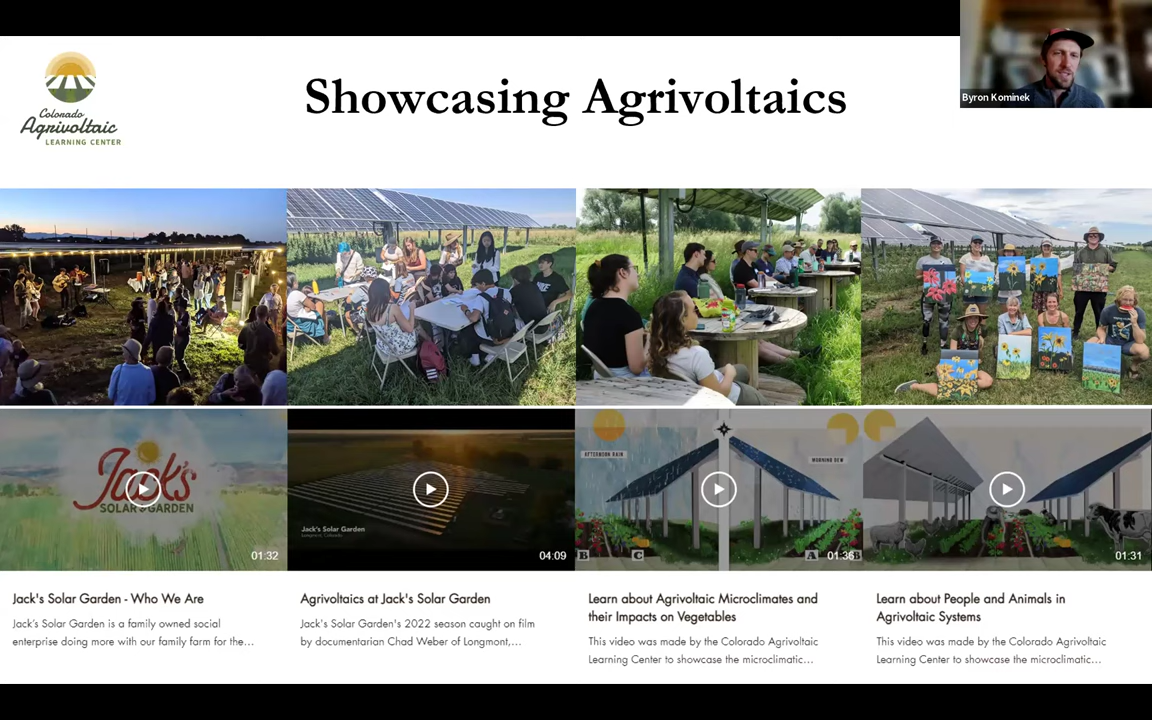 Showcasing Agrivoltaics
Byron Kominek
Colorado
Agrivoltaic
LEARNING CENTER
Jack's
SOLAR GARDEN
01:32
Jack's Solar Garden
Longmont, Colorado
04:09
AFTERNOON RAIN
MORNING DEW
B
C
A
B
01:36
01:31
Jack's Solar Garden - Who We Are
Jack's Solar Garden is a family owned social
enterprise doing more with our family farm for the...
Agrivoltaics at Jack's Solar Garden
Jack's Solar Garden's 2022 season caught on film
by documentarian Chad Weber of Longmont,...
Learn about Agrivoltaic Microclimates and
their Impacts on Vegetables
This video was made by the Colorado Agrivoltaic
Learning Center to showcase the microclimatic...
Learn about People and Animals in
Agrivoltaic Systems
This video was made by the Colorado Agrivoltaic
Learning Center to showcase the microclimatic...